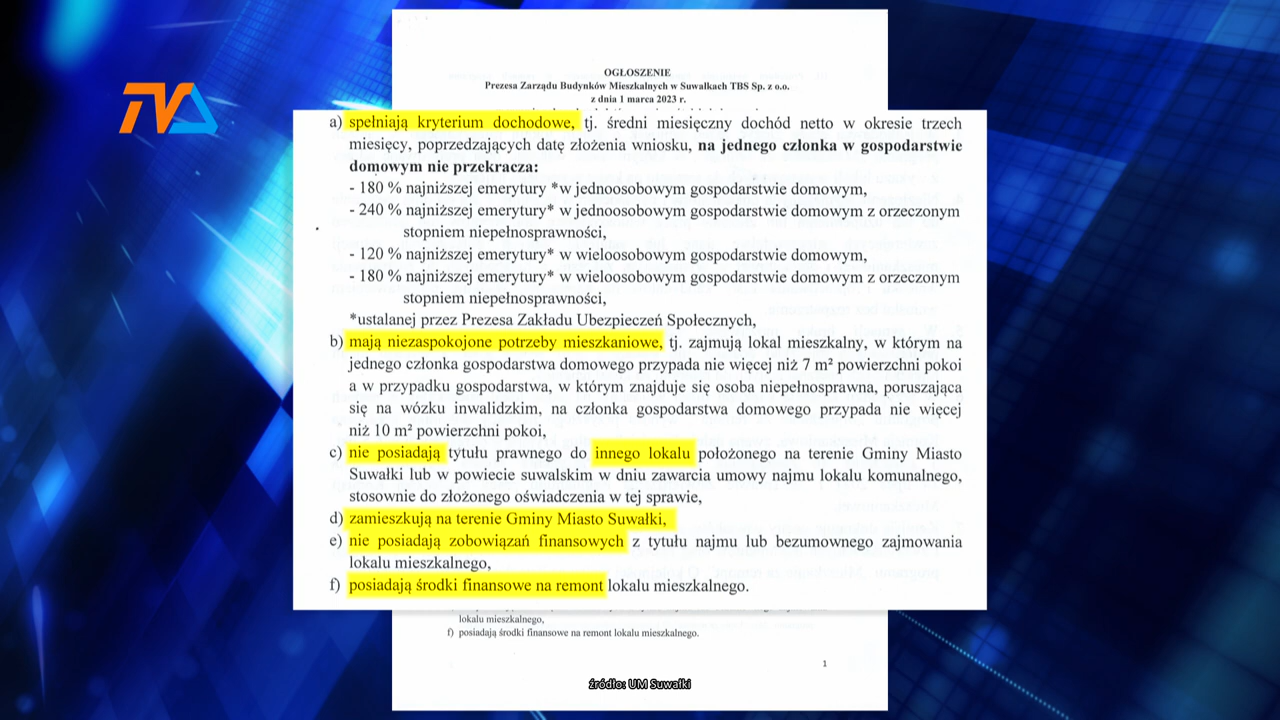 TVA
OGŁOSZENIE
Prezesa Zarządu Budynków Mieszkalnych w Suwałkach TBS Sp. z o.o.
z dnia 1 marca 2023 r.
a) spełniają kryterium dochodowe, tj. średni miesięczny dochód netto w okresie trzech
miesięcy, poprzedzających datę złożenia wniosku, na jednego członka w gospodarstwie
domowym nie przekracza:
- 180 % najniższej emerytury *w jednoosobowym gospodarstwie domowym,
- 240 % najniższej emerytury* w jednoosobowym gospodarstwie domowym z orzeczonym
stopniem niepełnosprawności,
- 120 % najniższej emerytury* w wieloosobowym gospodarstwie domowym,
- 180 % najniższej emerytury* w wieloosobowym gospodarstwie domowym z orzeczonym
stopniem niepełnosprawności,
*ustalanej przez Prezesa Zakładu Ubezpieczeń Społecznych,
b) mają niezaspokojone potrzeby mieszkaniowe, tj. zajmują lokal mieszkalny, w którym na
jednego członka gospodarstwa domowego przypada nie więcej niż 7 m² powierzchni pokoi
a w przypadku gospodarstwa, w którym znajduje się osoba niepełnosprawna, poruszająca
się na wózku inwalidzkim, na członka gospodarstwa domowego przypada nie więcej
niż 10 m² powierzchni pokoi,
c) nie posiadają tytułu prawnego do innego lokalu położonego na terenie Gminy Miasto
Suwałki lub w powiecie suwalskim w dniu zawarcia umowy najmu lokalu komunalnego,
stosownie do złożonego oświadczenia w tej sprawie,
d) zamieszkują na terenie Gminy Miasto Suwałki,
e) nie posiadają zobowiązań finansowych z tytułu najmu lub bezumownego zajmowania
lokalu mieszkalnego,
f) posiadają środki finansowe na remont lokalu mieszkalnego.
lokalu mieszkalnego,
f) posiadają środki finansowe na remont lokalu mieszkalnego.
1
źródło: UM Suwałki